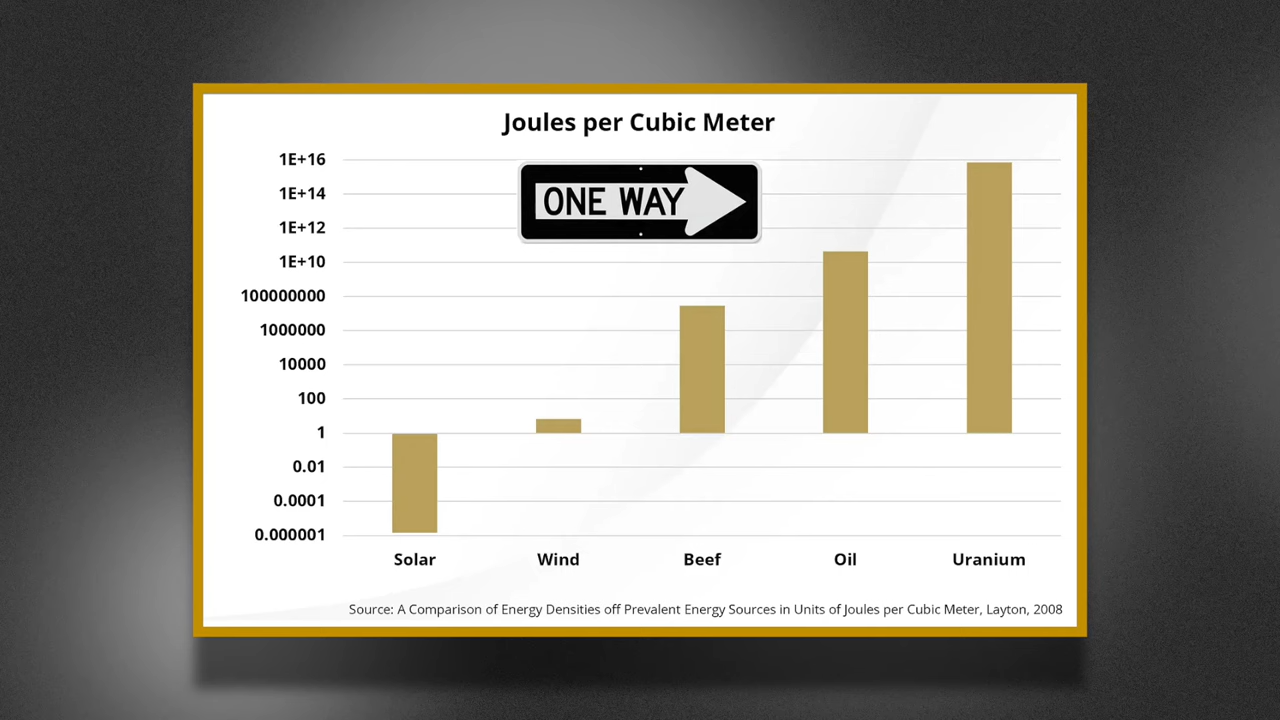 Joules per Cubic Meter
ONE WAY
1E+16
1E+14
1E+12
1E+10
100000000
1000000
10000
100
1
0.01
0.0001
0.000001
Solar Wind Beef Oil Uranium
Source: A Comparison of Energy Densities off Prevalent Energy Sources in Units of Joules per Cubic Meter, Layton, 2008